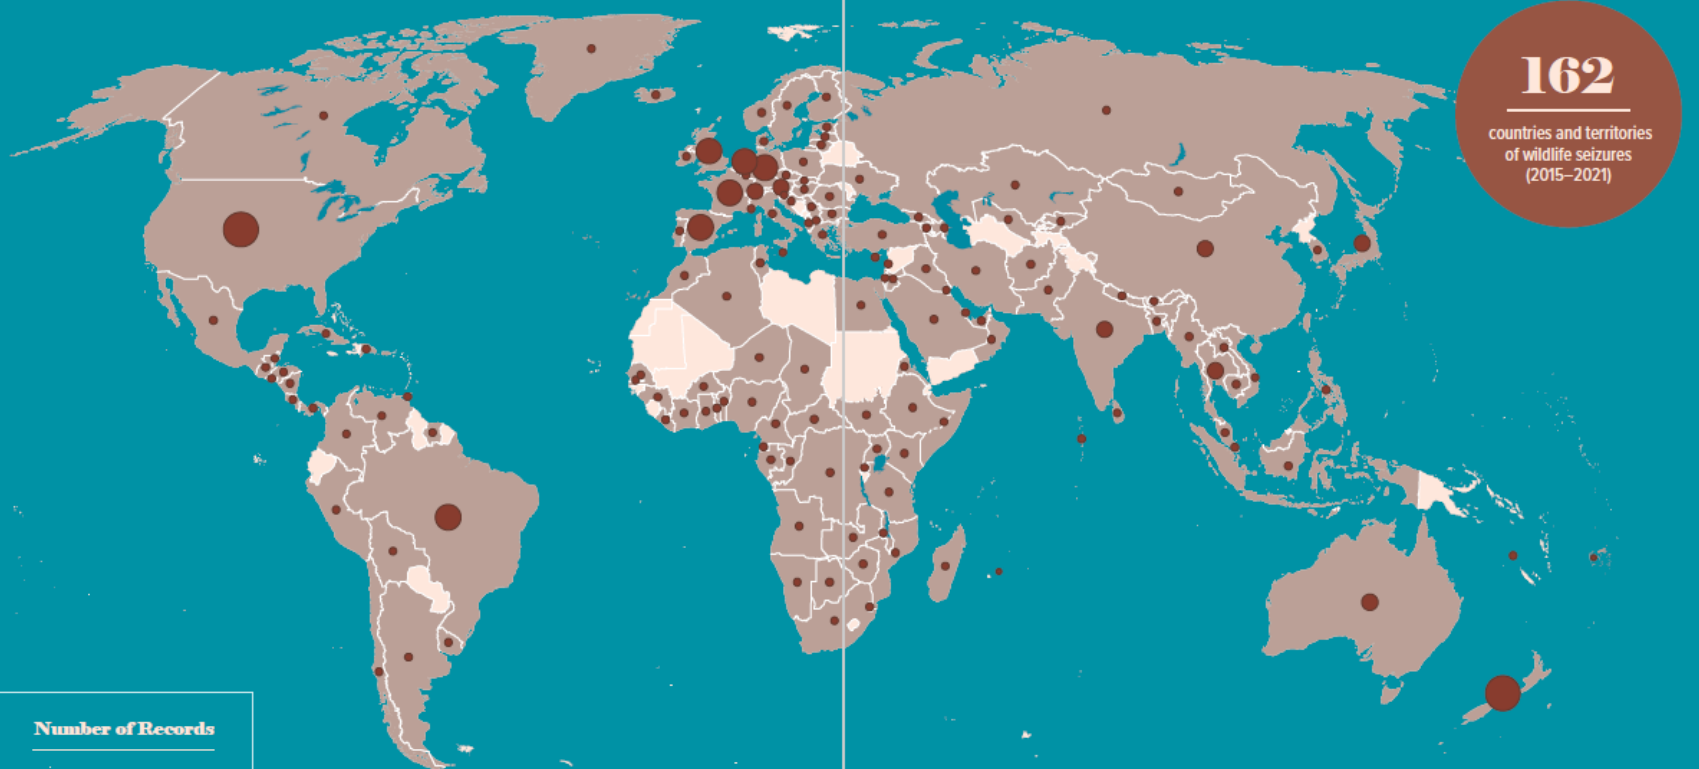 162
countries and territories
of wildlife seizures
(2015–2021)
Number of Records